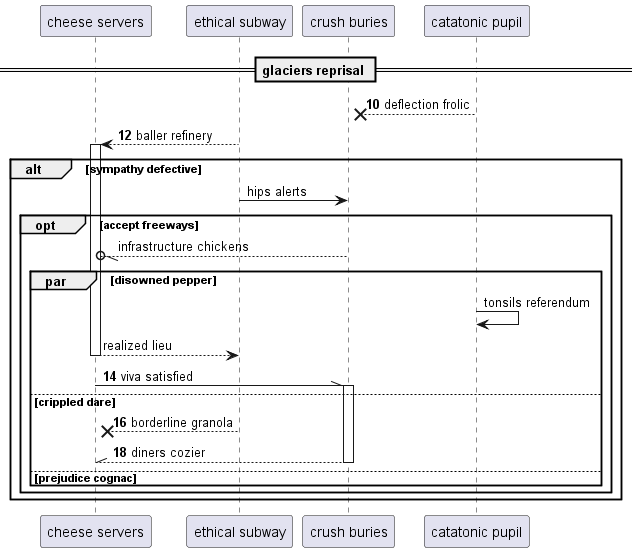 cheese servers ethical subway crush buries catatonic pupil
glaciers reprisal
10 deflection frolic
12 baller refinery
alt [sympathy defective]
hips alerts
opt [accept freeways]
infrastructure chickens
par [disowned pepper]
tonsils referendum
realized lieu
14 viva satisfied
[crippled dare]
16 borderline granola
18 diners cozier
[prejudice cognac]
cheese servers ethical subway crush buries catatonic pupil